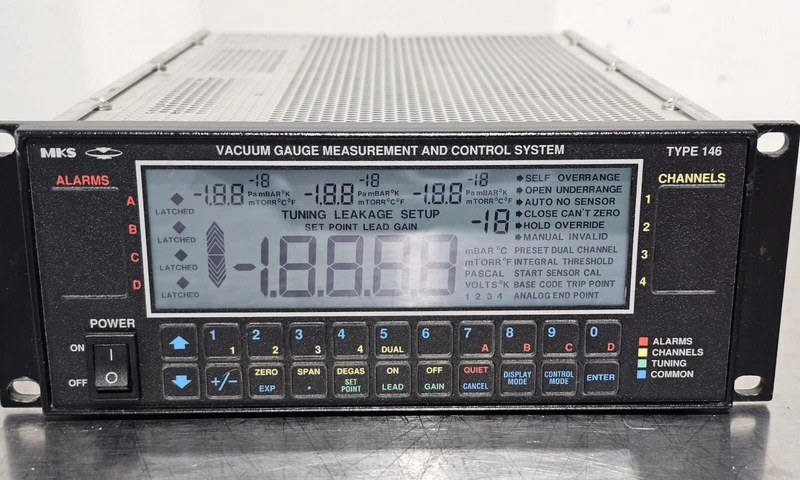 MKS VACUUM GAUGE MEASUREMENT AND CONTROL SYSTEM TYPE 146
ALARMS CHANNELS
A
B
C
D
LATCHED
LATCHED
LATCHED
LATCHED
-1.8.8 -18 Pa mBAR °K mTORR °C °F
-1.8.8 -18 Pa mBAR °K mTORR °C °F
-1.8.8 -18 Pa mBAR °K mTORR °C °F
TUNING LEAKAGE SETUP
SET POINT LEAD GAIN
-18
-1.8.8.8.8
SELF OVERRANGE
OPEN UNDERRANGE
AUTO NO SENSOR
CLOSE CAN'T ZERO
HOLD OVERRIDE
MANUAL INVALID
mBAR °C PRESET DUAL CHANNEL
mTORR °F INTEGRAL THRESHOLD
PASCAL START SENSOR CAL
VOLTS °K BASE CODE TRIP POINT
1 2 3 4 ANALOG END POINT
1
2
3
4
POWER
ON
OFF
I
O
1 1 2 2 3 3 4 4 5 DUAL 6 7 A 8 B 9 C 0 D
+/- ZERO EXP SPAN . DEGAS SET POINT ON LEAD OFF GAIN QUIET CANCEL DISPLAY MODE CONTROL MODE ENTER
ALARMS
CHANNELS
TUNING
COMMON